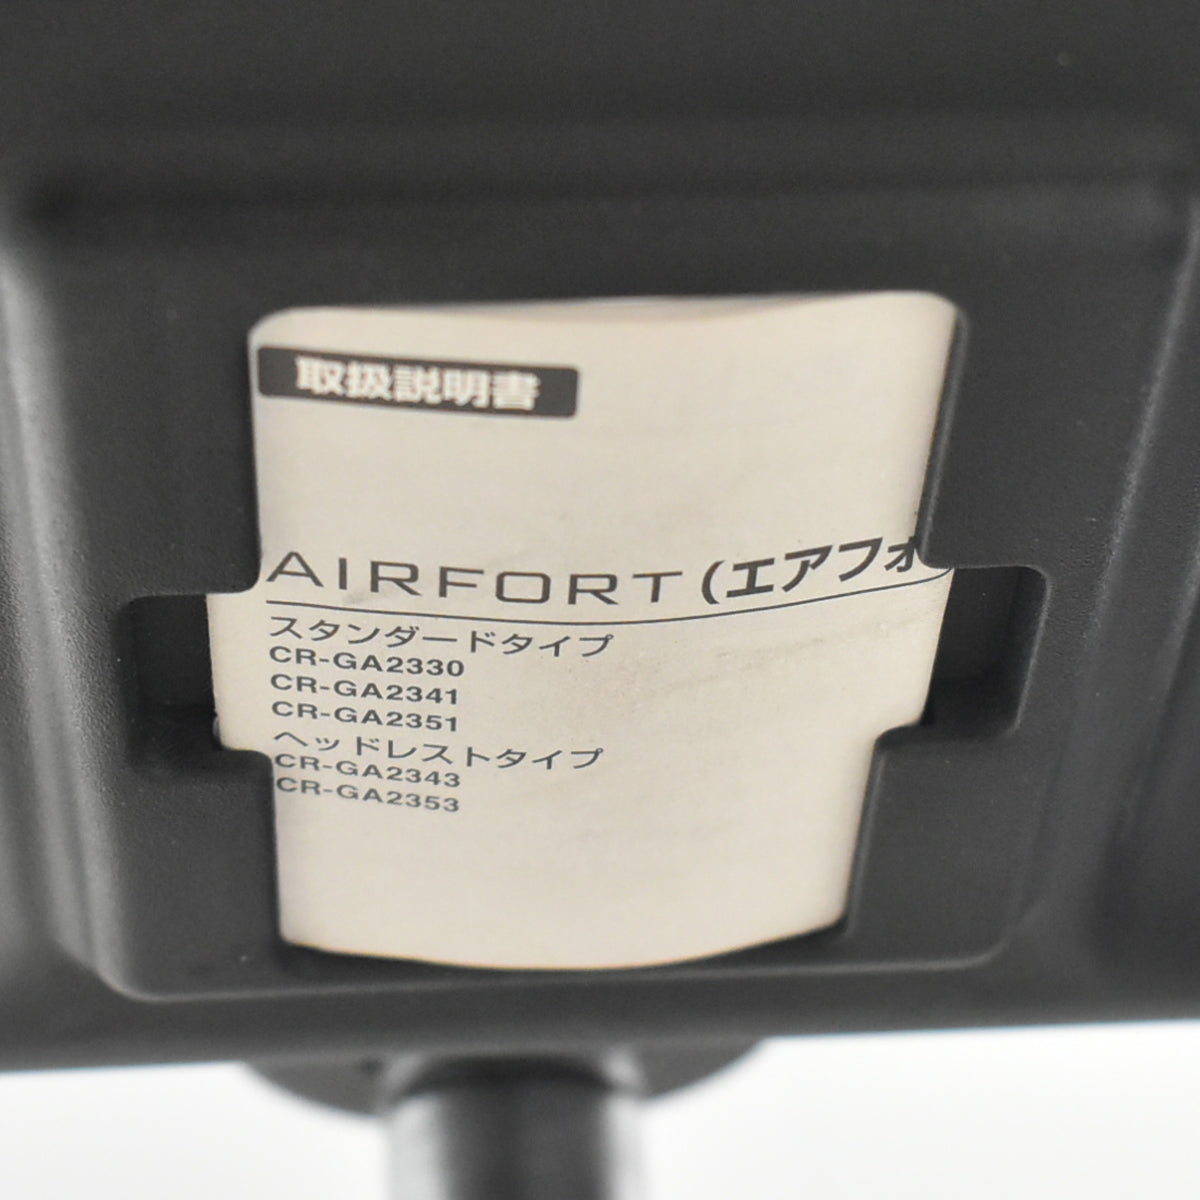 取扱説明書
AIRFORT (エアフォ
スタンダードタイプ
CR-GA2330
CR-GA2341
CR-GA2351
ヘッドレストタイプ
CR-GA2343
CR-GA2353